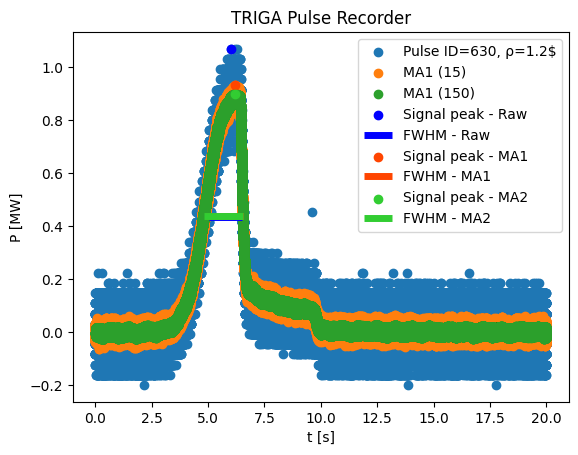 TRIGA Pulse Recorder
P [MW]
1.0
0.8
0.6
0.4
0.2
0.0
−0.2
Pulse ID=630, ρ=1.2$
MA1 (15)
MA1 (150)
Signal peak - Raw
FWHM - Raw
Signal peak - MA1
FWHM - MA1
Signal peak - MA2
FWHM - MA2
0.0 2.5 5.0 7.5 10.0 12.5 15.0 17.5 20.0
t [s]